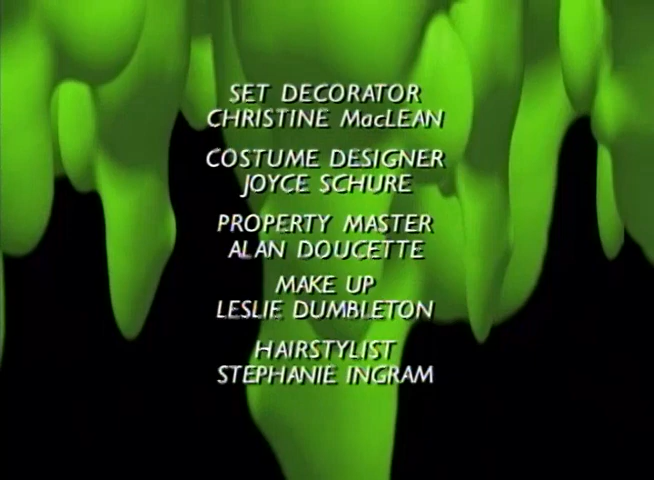 SET DECORATOR
CHRISTINE MacLEAN
COSTUME DESIGNER
JOYCE SCHURE
PROPERTY MASTER
ALAN DOUCETTE
MAKE UP
LESLIE DUMBLETON
HAIRSTYLIST
STEPHANIE INGRAM